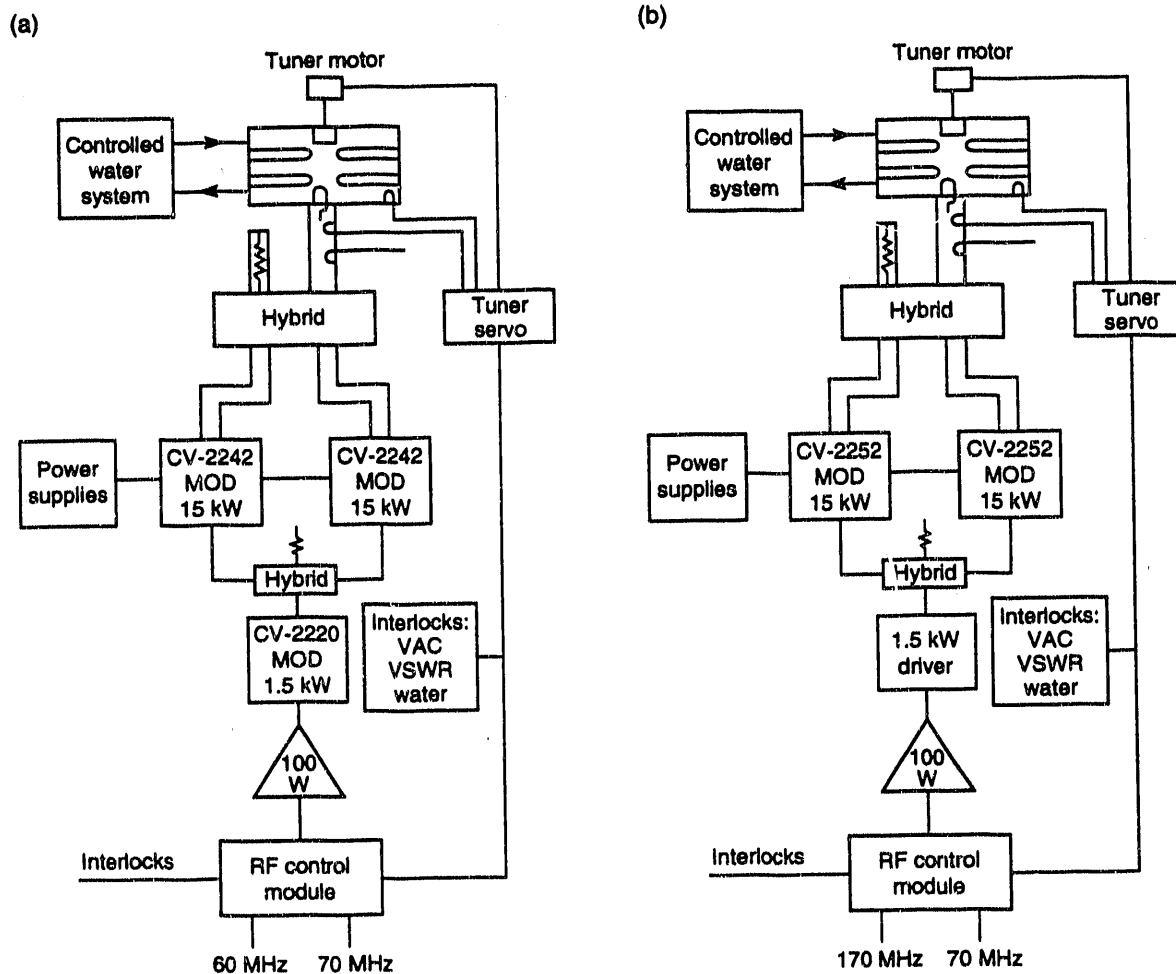 (a)
Tuner motor
Controlled
water
system
Hybrid
Tuner
servo
Power
supplies
CV-2242
MOD
15 kW
CV-2242
MOD
15 kW
Hybrid
CV-2220
MOD
1.5 kW
Interlocks:
VAC
VSWR
water
100
W
Interlocks
RF control
module
60 MHz
70 MHz
(b)
Tuner motor
Controlled
water
system
Hybrid
Tuner
servo
Power
supplies
CV-2252
MOD
15 kW
CV-2252
MOD
15 kW
Hybrid
1.5 kW
driver
Interlocks:
VAC
VSWR
water
100
W
Interlocks
RF control
module
170 MHz
70 MHz